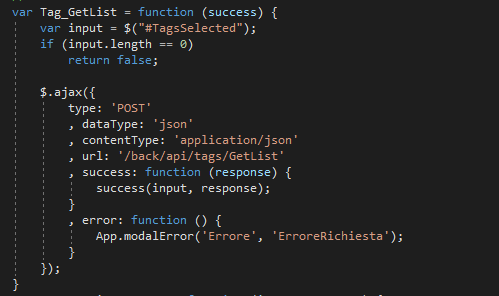 var Tag_GetList = function (success) {
var input = $("#TagsSelected");
if (input.length == 0)
return false;
$.ajax({
type: 'POST'
, dataType: 'json'
, contentType: 'application/json'
, url: '/back/api/tags/GetList'
, success: function (response) {
success(input, response);
}
, error: function () {
App.modalError('Errore', 'ErroreRichiesta');
}
});
}